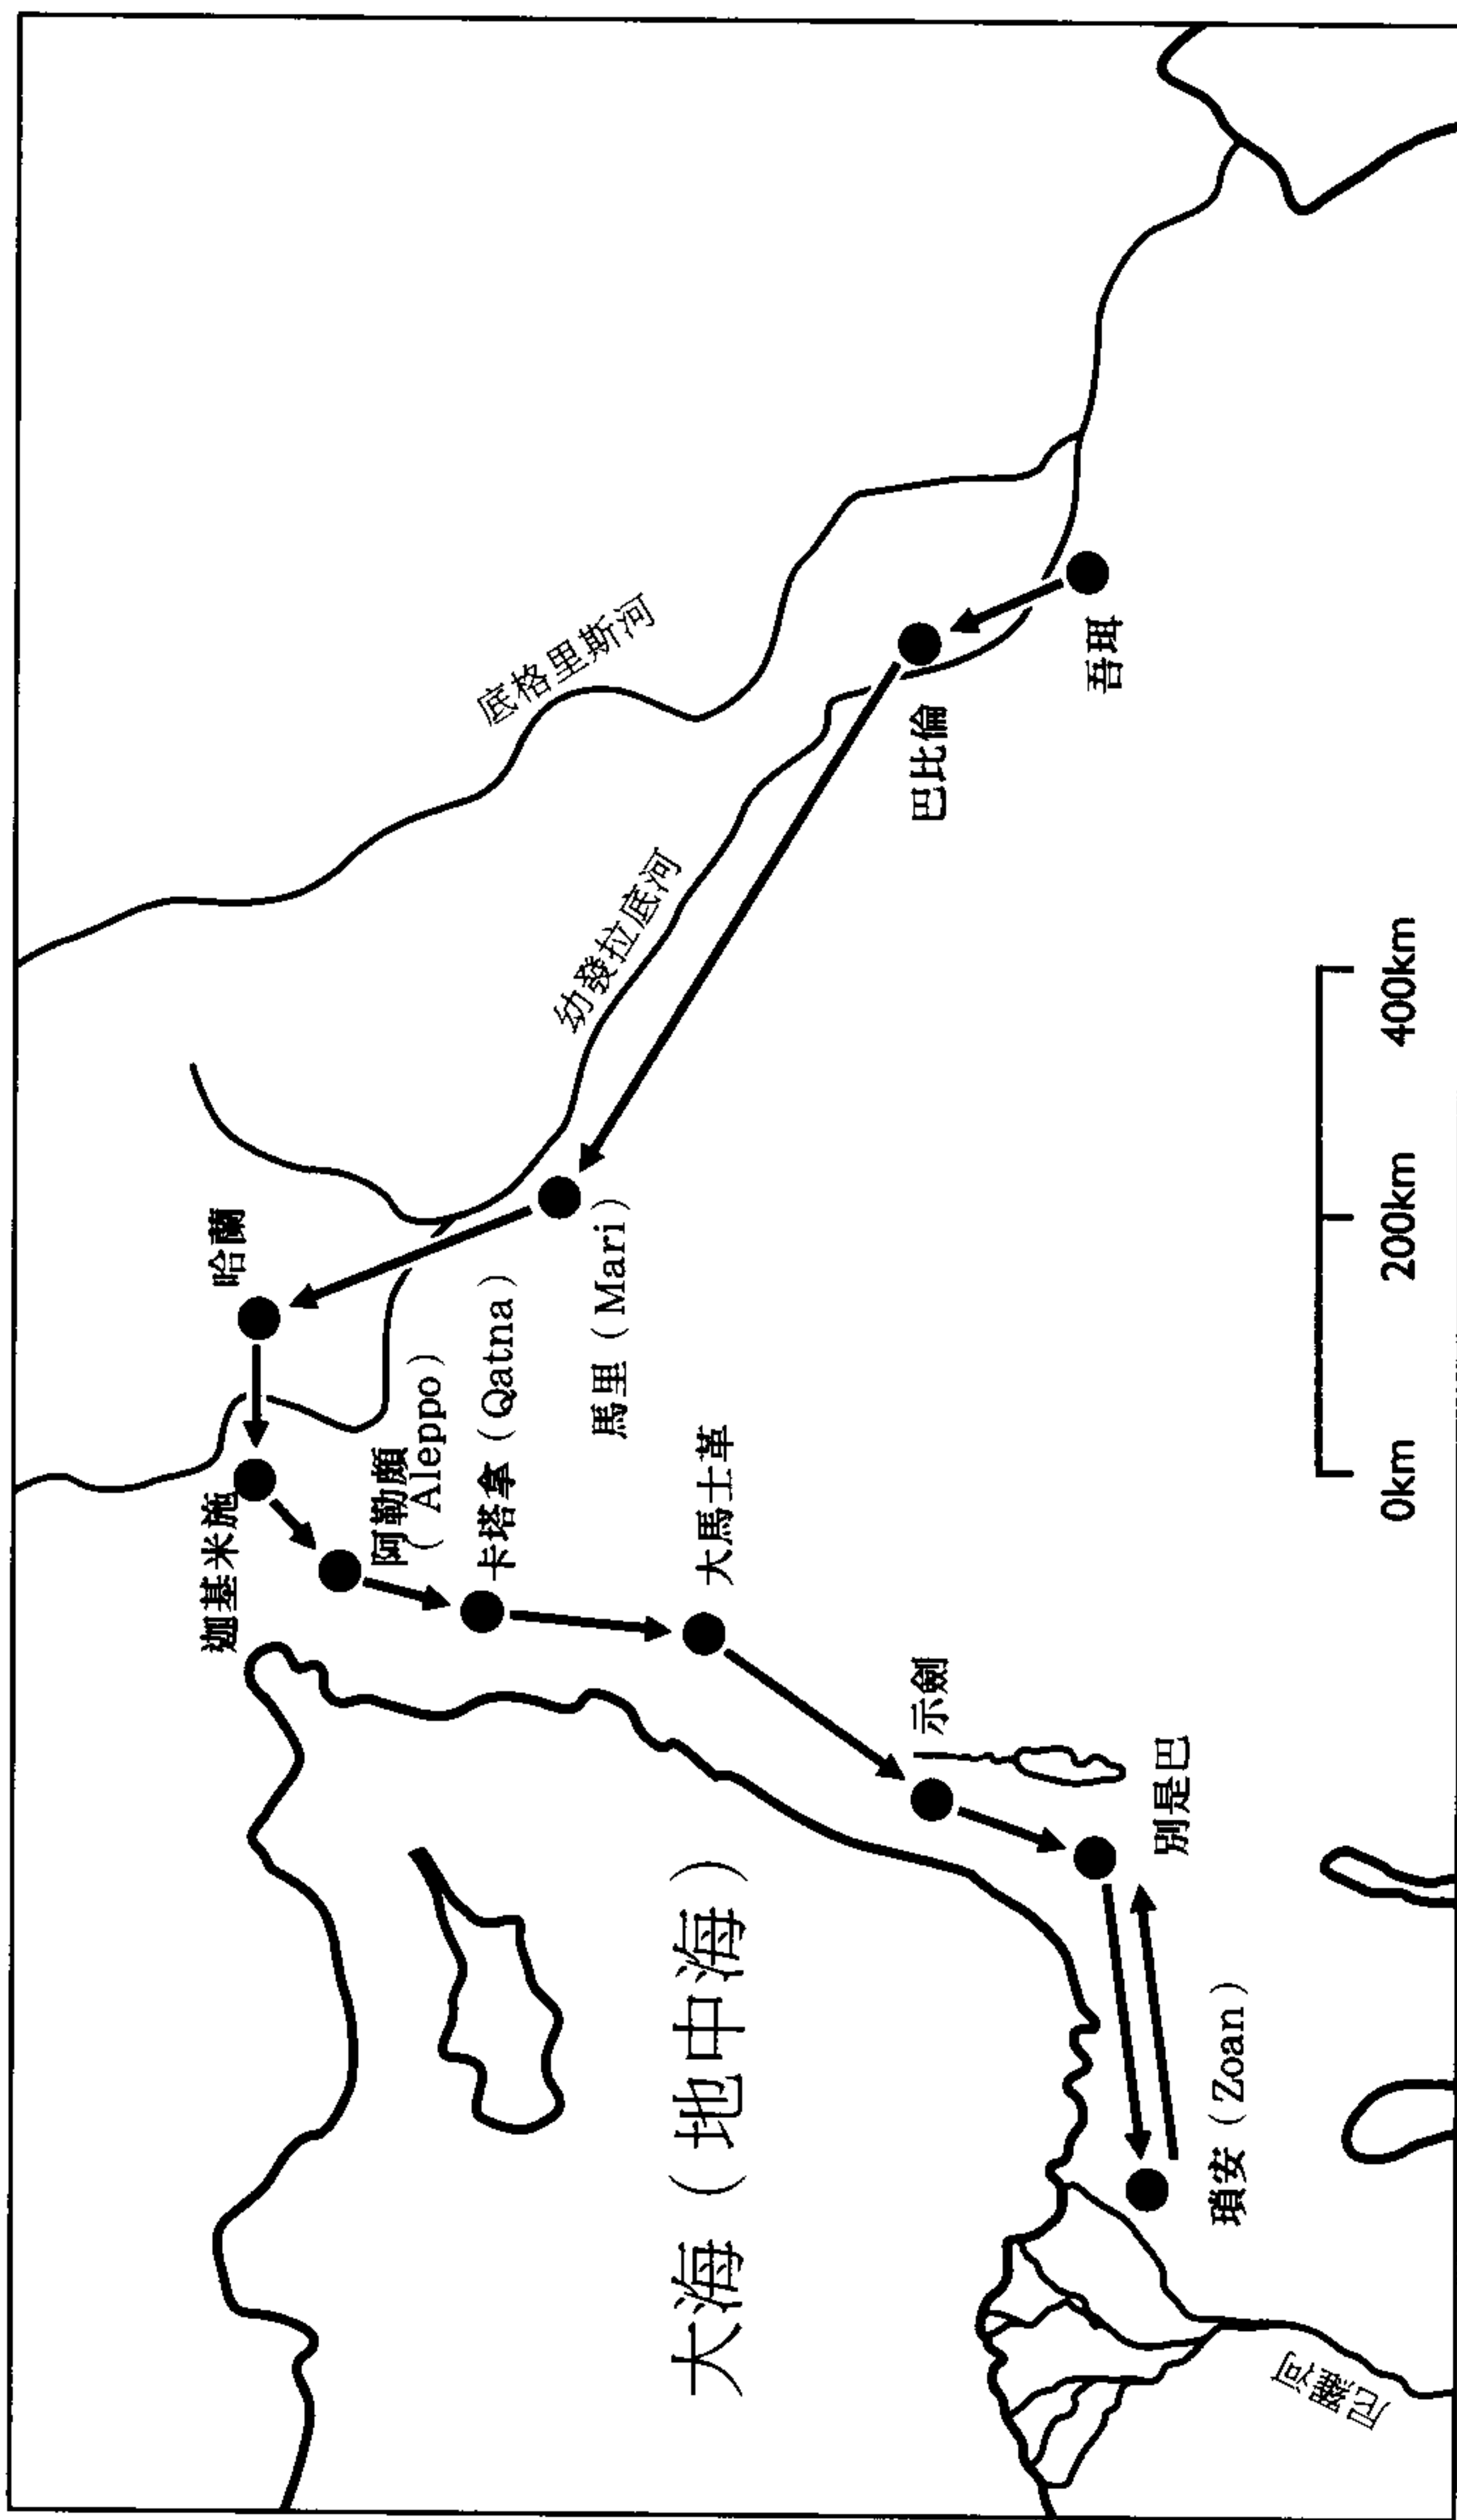 哈蘭
迦基米施
阿勒頗
（Aleppo）
卡塔拿（Qatna）
底格里斯河
幼發拉底河
馬里（Mari）
大馬士革
大海（地中海）
巴比倫
示劍
吾珥
別是巴
瑣安（Zoan）
尼羅河
0km
200km
400km